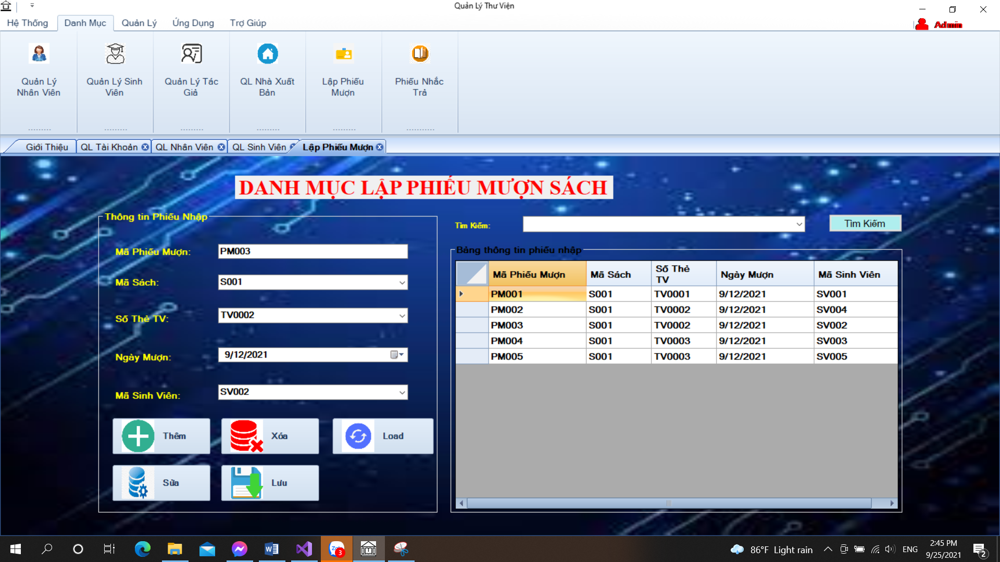 Quản Lý Thư Viện
Hệ Thống
Danh Mục
Quản Lý
Ứng Dụng
Trợ Giúp
Admin
Quản Lý
Nhân Viên
Quản Lý Sinh
Viên
Quản Lý Tác
Giả
QL Nhà Xuất
Bản
Lập Phiếu
Mượn
Phiếu Nhắc
Trả
Giới Thiệu
QL Tài Khoản
QL Nhân Viên
QL Sinh Viên
Lập Phiếu Mượn
DANH MỤC LẬP PHIẾU MƯỢN SÁCH
Thông tin Phiếu Nhập
Mã Phiếu Mượn: PM003
Mã Sách: S001
Số Thẻ TV: TV0002
Ngày Mượn: 9/12/2021
Mã Sinh Viên: SV002
Thêm
Xóa
Load
Sửa
Lưu
Tìm Kiếm:
Tìm Kiếm
Bảng thông tin phiếu nhập
Mã Phiếu Mượn Mã Sách Số Thẻ TV Ngày Mượn Mã Sinh Viên
PM001 S001 TV0001 9/12/2021 SV001
PM002 S001 TV0002 9/12/2021 SV004
PM003 S001 TV0002 9/12/2021 SV002
PM004 S001 TV0003 9/12/2021 SV003
PM005 S001 TV0003 9/12/2021 SV005
3
86°F Light rain
ENG
2:45 PM
9/25/2021
2